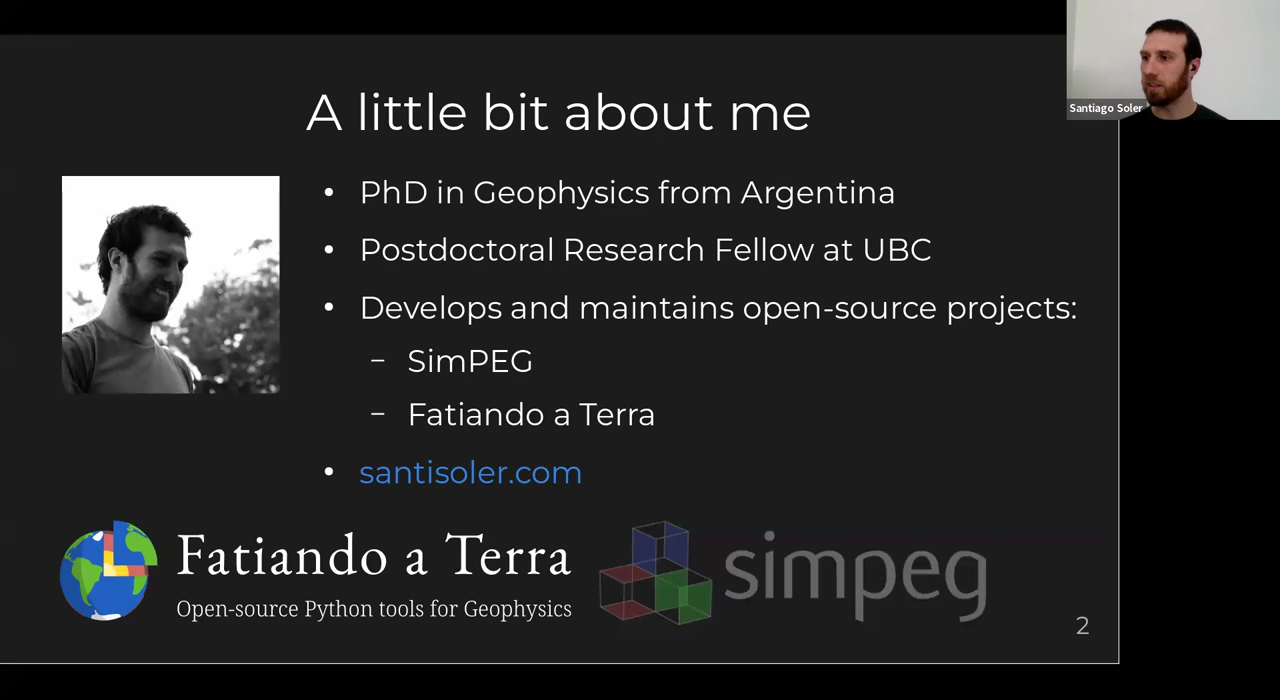 A little bit about me
Santiago Soler
• PhD in Geophysics from Argentina
• Postdoctoral Research Fellow at UBC
• Develops and maintains open-source projects:
– SimPEG
– Fatiando a Terra
• santisoler.com
Fatiando a Terra
Open-source Python tools for Geophysics
simpeg
2